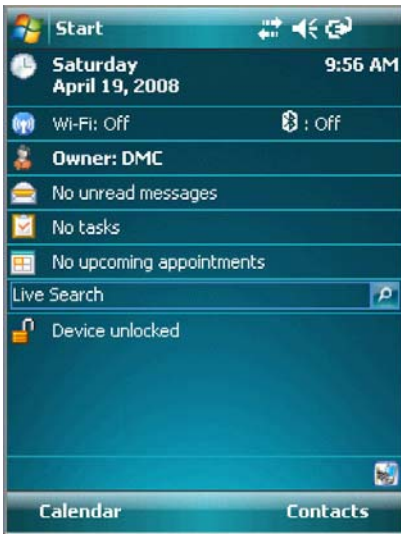 Start
Saturday 9:56 AM
April 19, 2008
Wi-Fi: Off : Off
Owner: DMC
No unread messages
No tasks
No upcoming appointments
Live Search
Device unlocked
Calendar Contacts